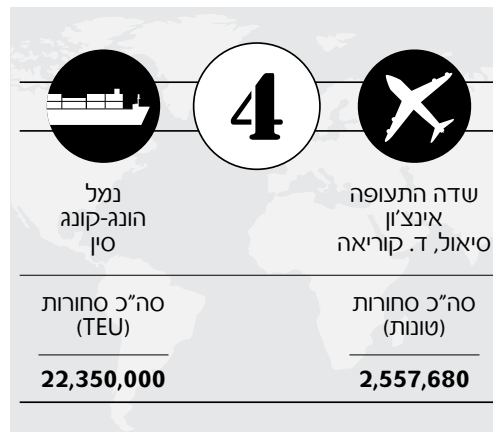 4
שדה התעופה
אינצ'ון
סיאול, ד. קוריאה
סה"כ סחורות
(טונות)
2,557,680
נמל
הונג-קונג
סין
סה"כ סחורות
(TEU)
22,350,000